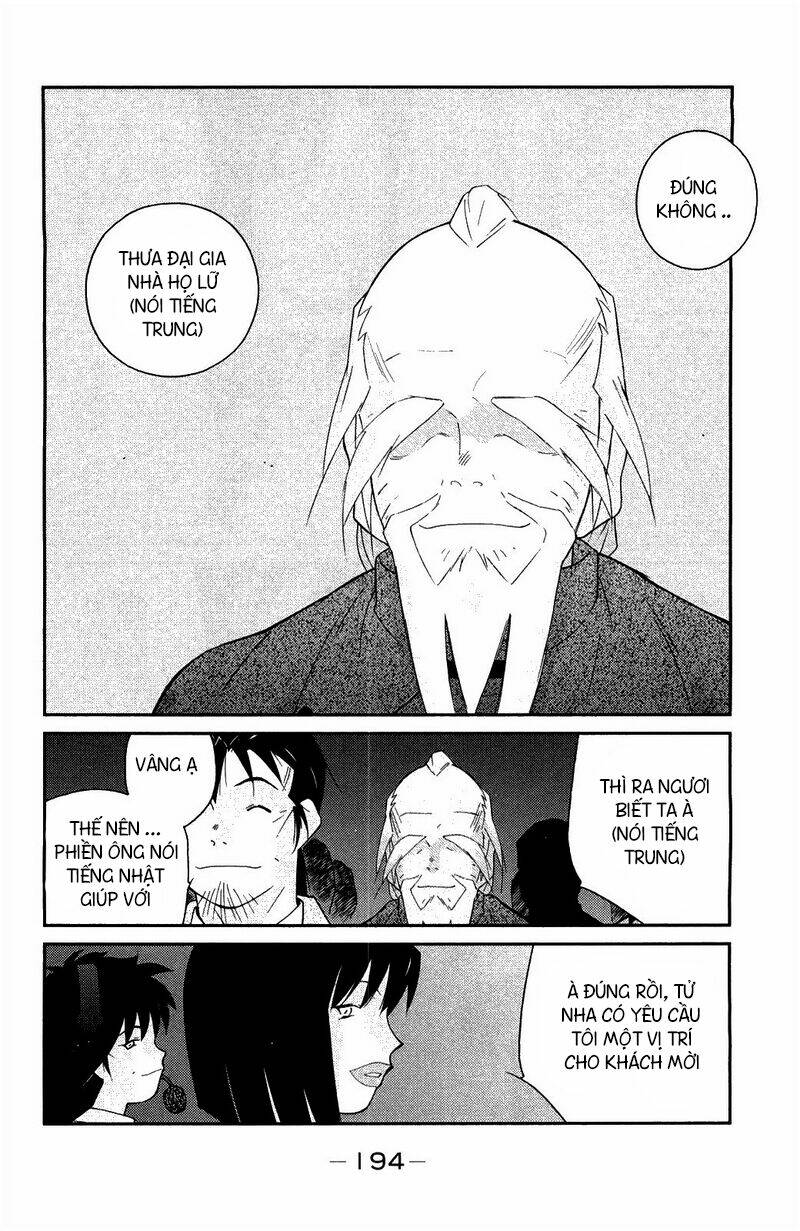 ĐÚNG
KHÔNG ..
THƯA ĐẠI GIA
NHÀ HỌ LỮ
(NÓI TIẾNG
TRUNG)
THÌ RA NGƯƠI
BIẾT TA À
(NÓI TIẾNG
TRUNG)
VÂNG Ạ
THẾ NÊN ...
PHIỀN ÔNG NÓI
TIẾNG NHẬT
GIÚP VỚI
À ĐÚNG RỒI, TỬ
NHA CÓ YÊU CẦU
TÔI MỘT VỊ TRÍ
CHO KHÁCH MỜI
—194—